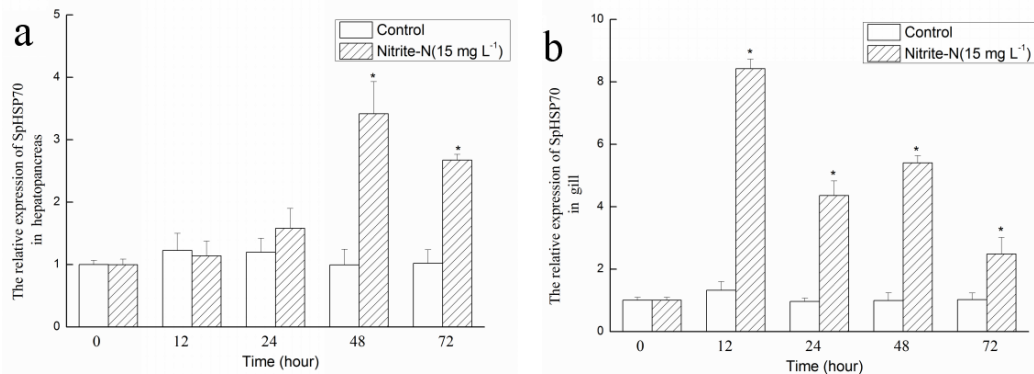 a
The relative expression of SpHSP70
in hepatopancreas
5
4
3
2
1
0
Control
Nitrite-N(15 mg L⁻¹)
*
*
0 12 24 48 72
Time (hour)
b
The relative expression of SpHSP70
in gill
10
8
6
4
2
0
Control
Nitrite-N(15 mg L⁻¹)
*
*
*
*
0 12 24 48 72
Time (hour)